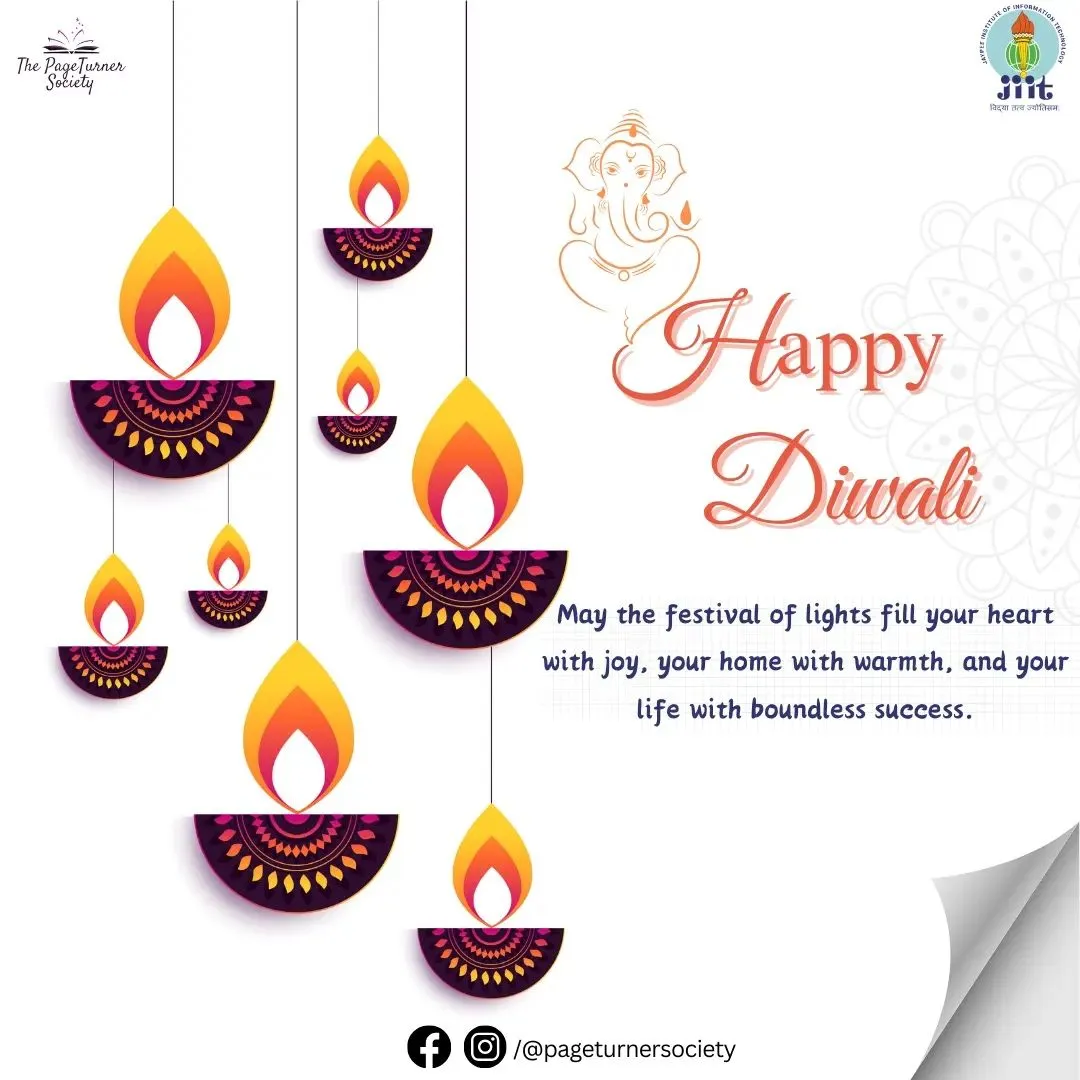 The PageTurner
Society
JAYPEE INSTITUTE OF INFORMATION TECHNOLOGY
jiit
विद्या तत्व ज्योतिसमः
Happy
Diwali
May the festival of lights fill your heart
with joy, your home with warmth, and your
life with boundless success.
/@pageturnersociety